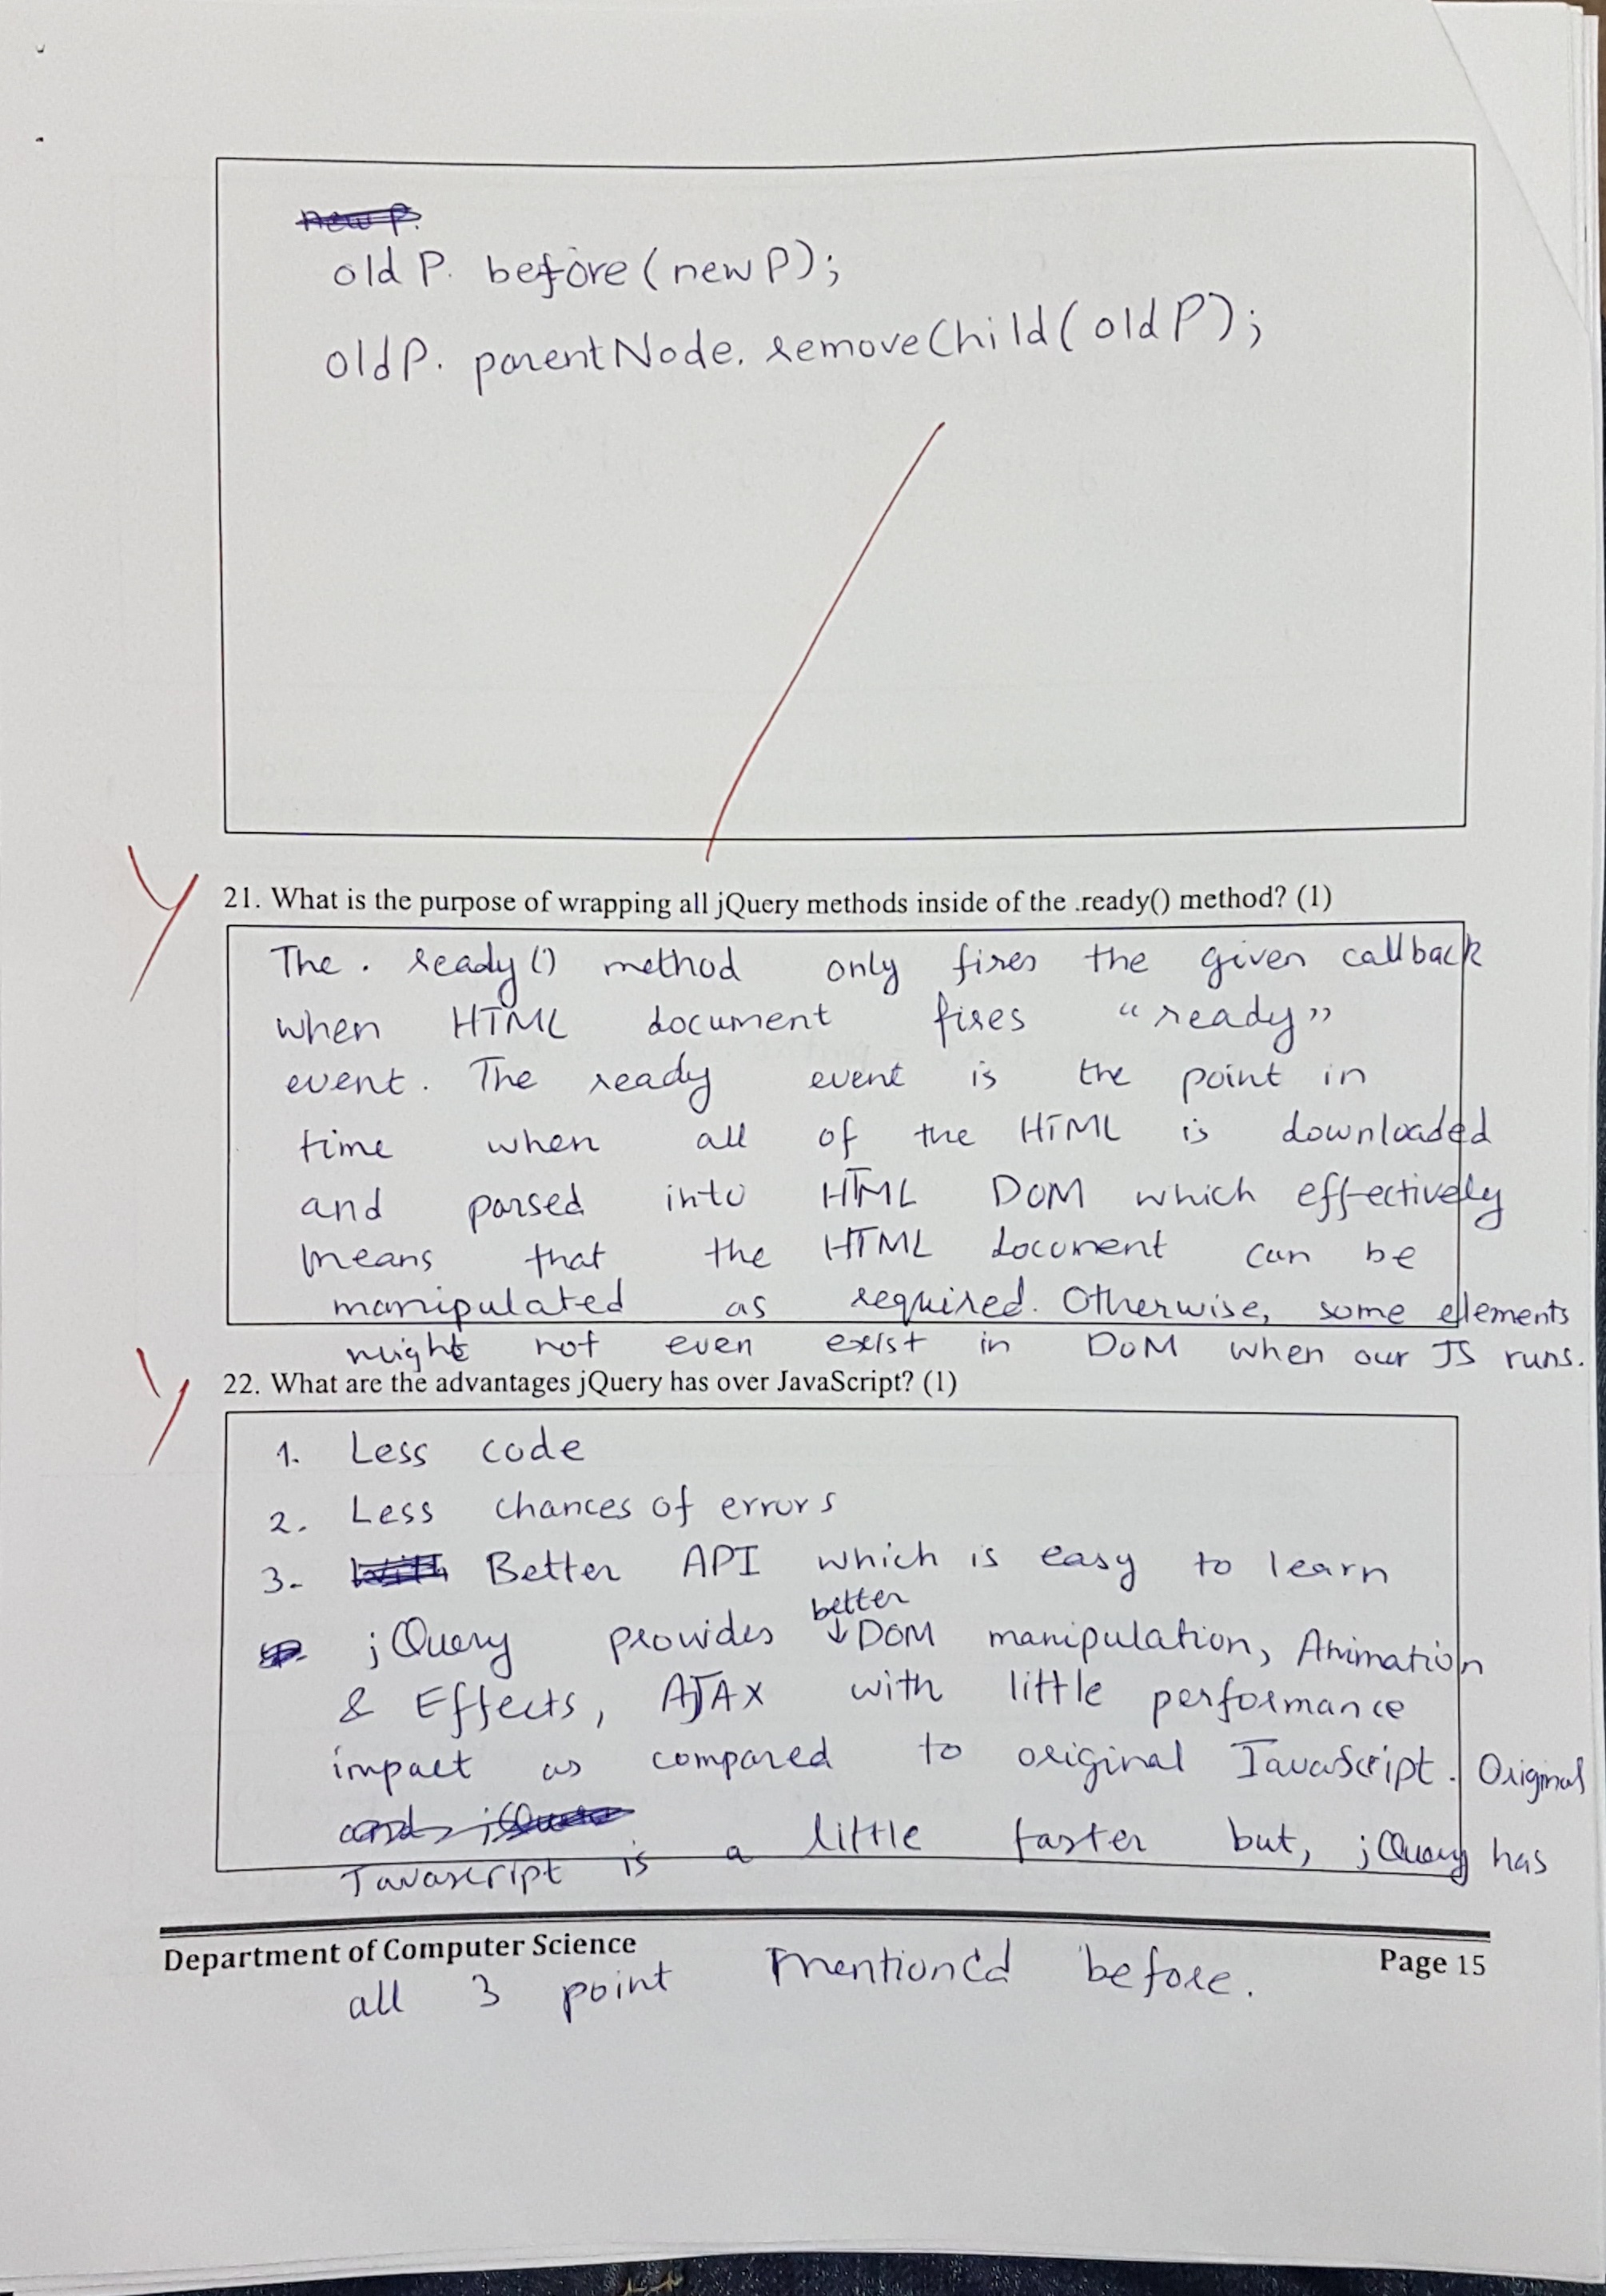 old P. before (new P);
old P. parentNode. removeChild( old P);
21. What is the purpose of wrapping all jQuery methods inside of the .ready() method? (1)
The . ready () method only fires the given callback
when HTML document fires "ready"
event. The ready event is the point in
time when all of the HTML is downloaded
and parsed into HTML DOM which effectively
means that the HTML document can be
manipulated as required. Otherwise, some elements
might not even exist in DOM when our JS runs.
22. What are the advantages jQuery has over JavaScript? (1)
1. Less code
2. Less chances of errors
3- Better API which is easy to learn
better
jQuery provides ↓ DOM manipulation, Animation
& Effects, AJAX with little performance
impact as compared to original JavaScript. Original
Javascript is a little faster but, jQuery has
Department of Computer Science
Page 15
all 3 point mentioned before.